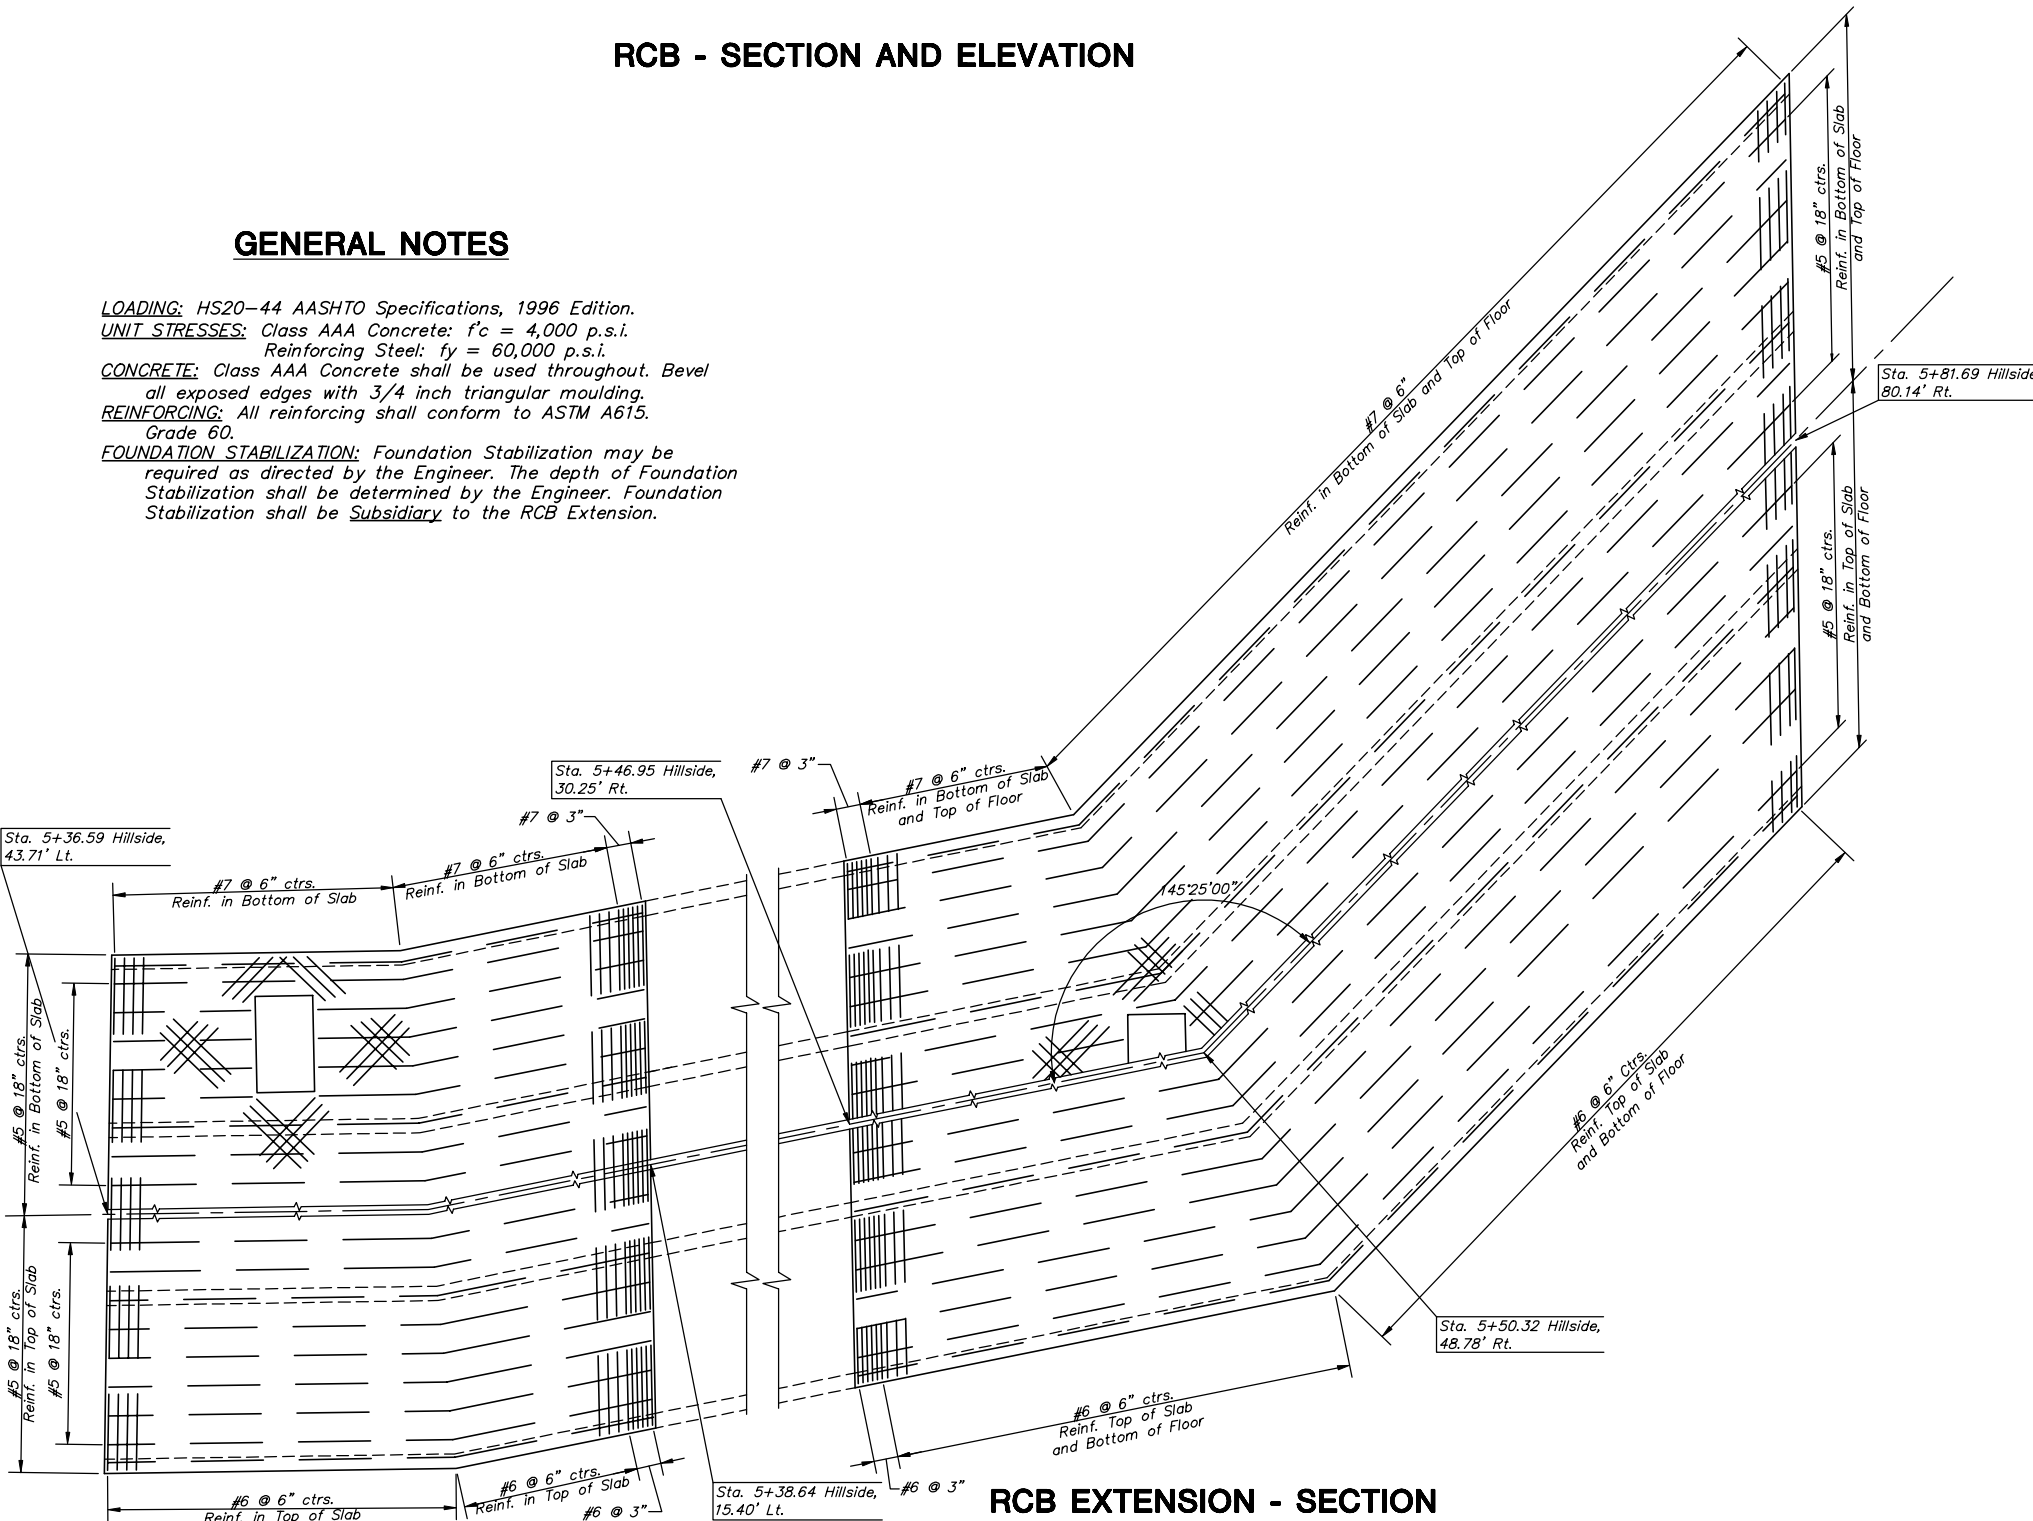 RCB - SECTION AND ELEVATION
GENERAL NOTES
LOADING: HS20-44 AASHTO Specifications, 1996 Edition.
UNIT STRESSES: Class AAA Concrete: f'c = 4,000 p.s.i.
Reinforcing Steel: fy = 60,000 p.s.i.
CONCRETE: Class AAA Concrete shall be used throughout. Bevel
all exposed edges with 3/4 inch triangular moulding.
REINFORCING: All reinforcing shall conform to ASTM A615.
Grade 60.
FOUNDATION STABILIZATION: Foundation Stabilization may be
required as directed by the Engineer. The depth of Foundation
Stabilization shall be determined by the Engineer. Foundation
Stabilization shall be Subsidiary to the RCB Extension.
#5 @ 18" ctrs.
Reinf. in Bottom of Slab
and Top of Floor
Sta. 5+81.69 Hillside
80.14' Rt.
#7 @ 6"
Reinf. in Bottom of Slab and Top of Floor
#5 @ 18" ctrs.
Reinf. in Top of Slab
and Bottom of Floor
Sta. 5+46.95 Hillside,
30.25' Rt.
#7 @ 3"
#7 @ 6" ctrs.
Reinf. in Bottom of Slab
and Top of Floor
#7 @ 3"
Sta. 5+36.59 Hillside,
43.71' Lt.
#7 @ 6" ctrs.
Reinf. in Bottom of Slab
#7 @ 6" ctrs.
Reinf. in Bottom of Slab
145°25'00"
#5 @ 18" ctrs.
Reinf. in Bottom of Slab
#5 @ 18" ctrs.
#6 @ 6" Ctrs.
Reinf. Top of Slab
and Bottom of Floor
#5 @ 18" ctrs.
Reinf. in Top of Slab
#5 @ 18" ctrs.
Sta. 5+50.32 Hillside,
48.78' Rt.
#6 @ 6" ctrs.
Reinf. Top of Slab
and Bottom of Floor
#6 @ 6" ctrs.
Reinf. in Top of Slab
#6 @ 3"
#6 @ 6" ctrs.
Reinf. in Top of Slab
#6 @ 3"
Sta. 5+38.64 Hillside,
15.40' Lt.
RCB EXTENSION - SECTION